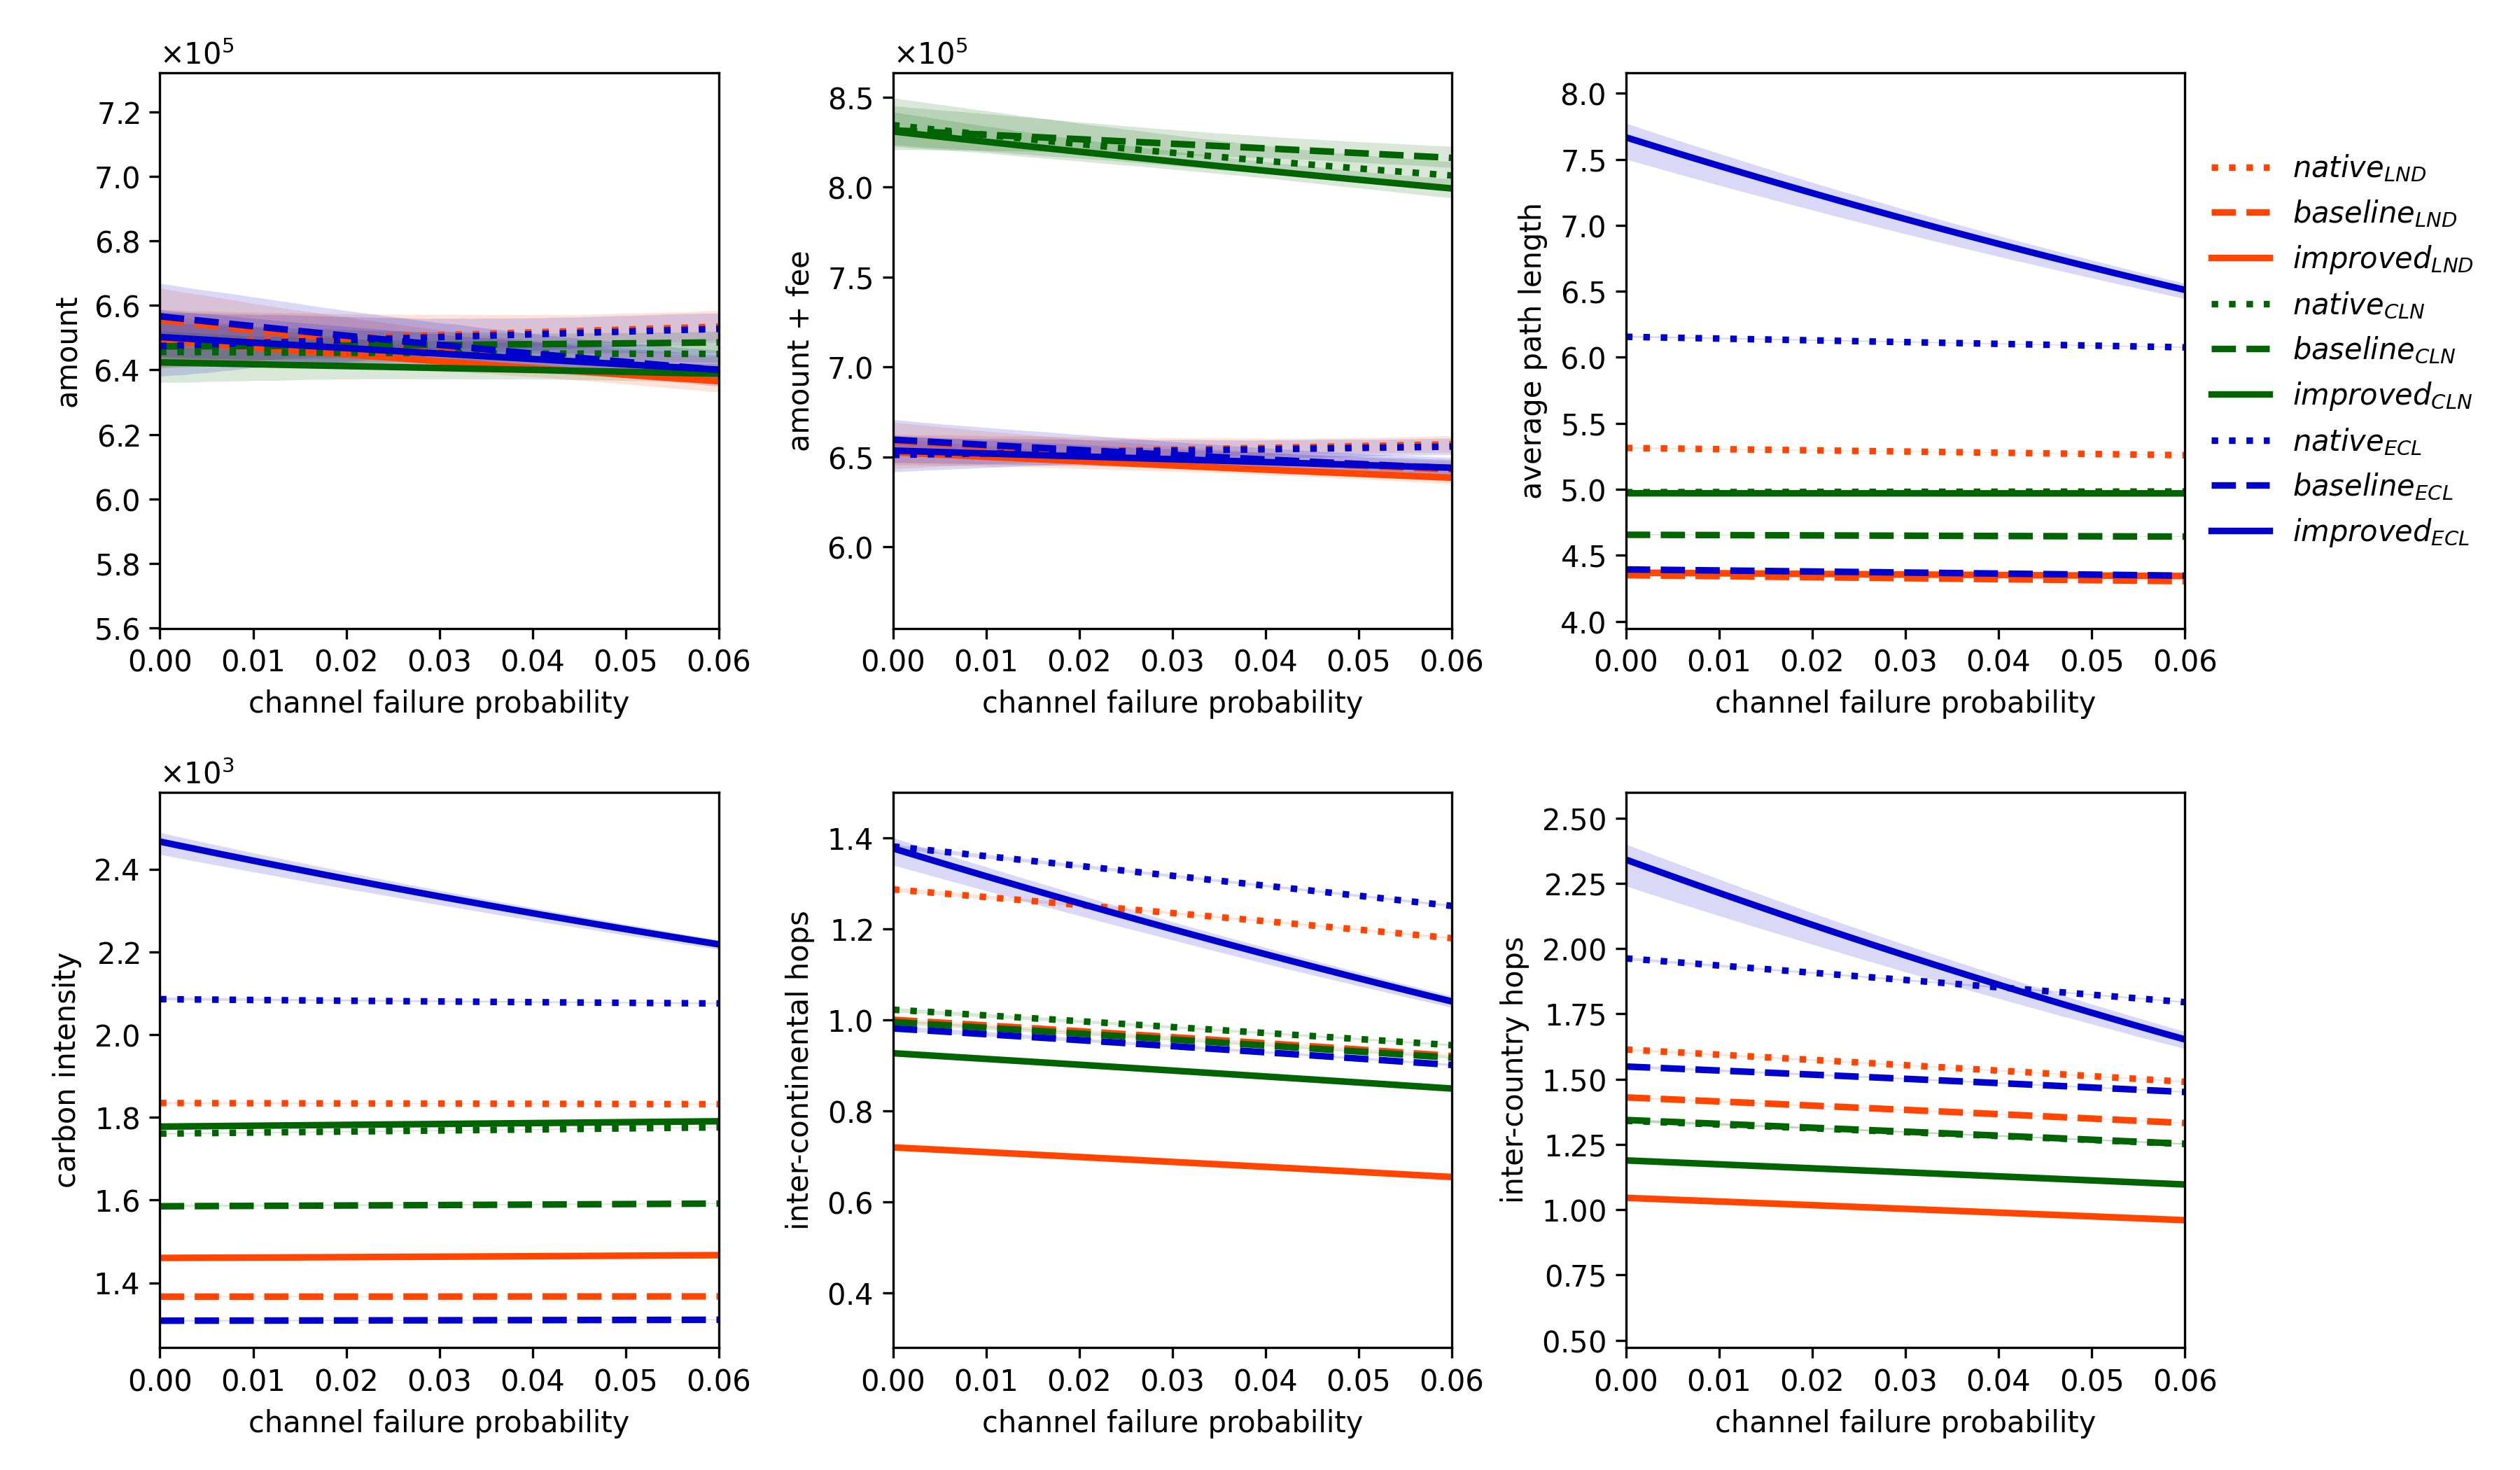 ×10⁵
7.2
7.0
6.8
6.6
6.4
6.2
6.0
5.8
5.6
amount
0.00 0.01 0.02 0.03 0.04 0.05 0.06
channel failure probability
×10⁵
8.5
8.0
7.5
7.0
6.5
6.0
amount + fee
0.00 0.01 0.02 0.03 0.04 0.05 0.06
channel failure probability
8.0
7.5
7.0
6.5
6.0
5.5
5.0
4.5
4.0
average path length
0.00 0.01 0.02 0.03 0.04 0.05 0.06
channel failure probability
native_LND
baseline_LND
improved_LND
native_CLN
baseline_CLN
improved_CLN
native_ECL
baseline_ECL
improved_ECL
×10³
2.4
2.2
2.0
1.8
1.6
1.4
carbon intensity
0.00 0.01 0.02 0.03 0.04 0.05 0.06
channel failure probability
1.4
1.2
1.0
0.8
0.6
0.4
inter-continental hops
0.00 0.01 0.02 0.03 0.04 0.05 0.06
channel failure probability
2.50
2.25
2.00
1.75
1.50
1.25
1.00
0.75
0.50
inter-country hops
0.00 0.01 0.02 0.03 0.04 0.05 0.06
channel failure probability